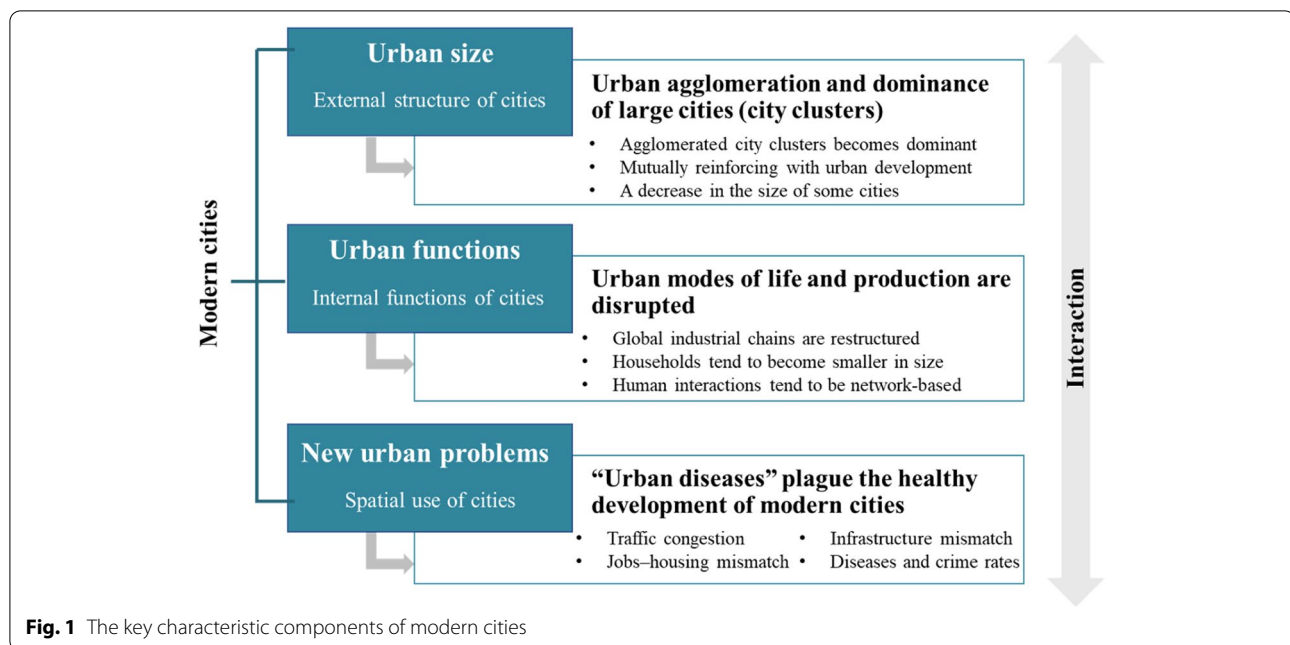 Modern cities
Urban size
External structure of cities
Urban agglomeration and dominance
of large cities (city clusters)
• Agglomerated city clusters becomes dominant
• Mutually reinforcing with urban development
• A decrease in the size of some cities
Urban functions
Internal functions of cities
Urban modes of life and production are
disrupted
• Global industrial chains are restructured
• Households tend to become smaller in size
• Human interactions tend to be network-based
New urban problems
Spatial use of cities
“Urban diseases” plague the healthy
development of modern cities
• Traffic congestion • Infrastructure mismatch
• Jobs–housing mismatch • Diseases and crime rates
Interaction
Fig. 1 The key characteristic components of modern cities